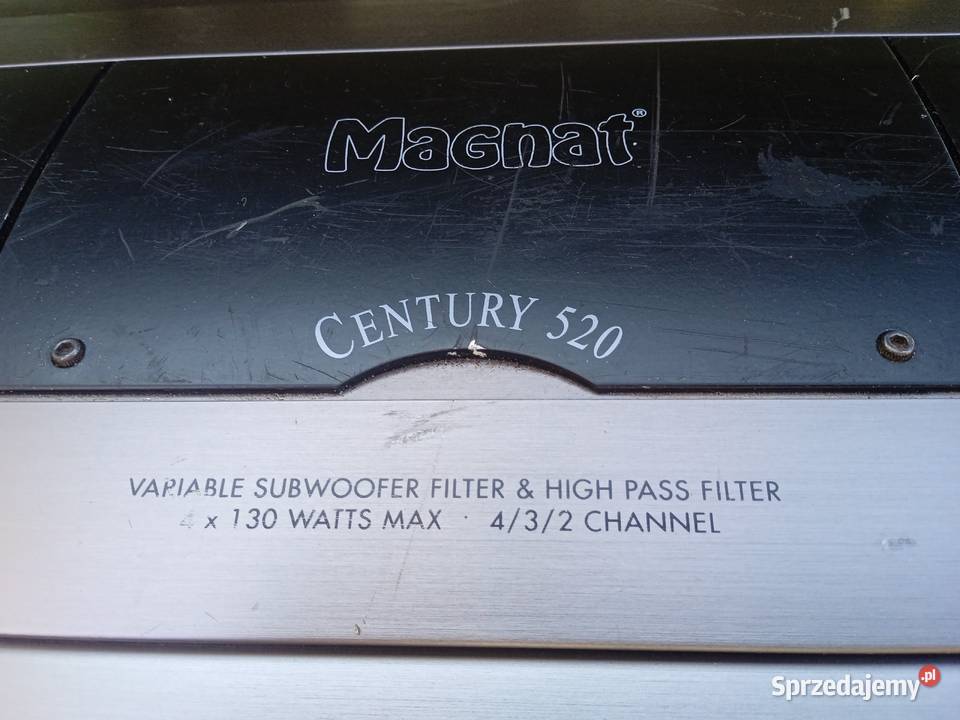 Magnat®
CENTURY 520
VARIABLE SUBWOOFER FILTER & HIGH PASS FILTER
4 x 130 WATTS MAX · 4/3/2 CHANNEL
Sprzedajemy.pl